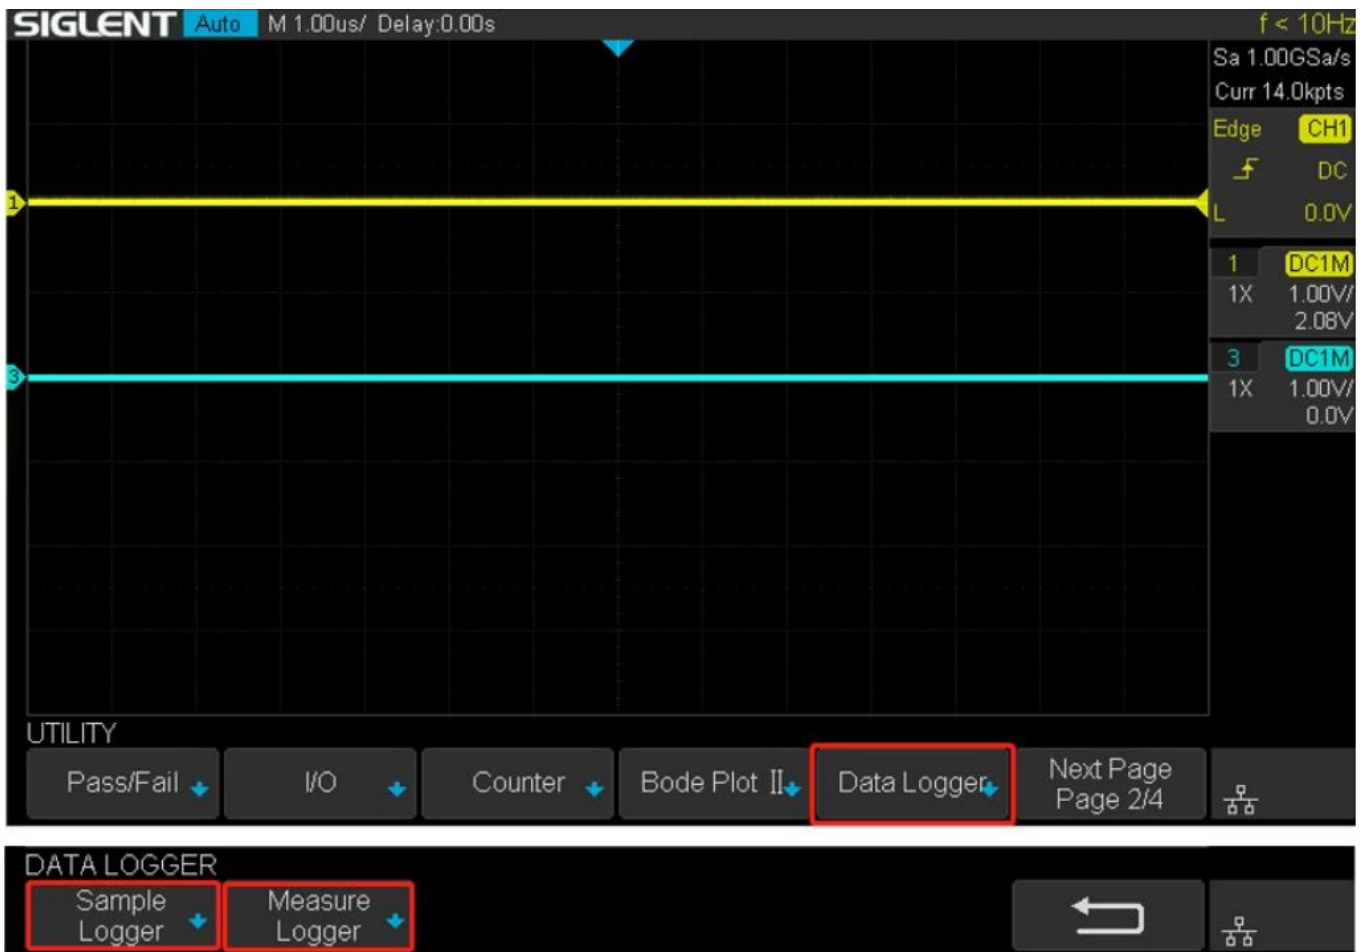 SIGLENT Auto M 1.00us/ Delay:0.00s f < 10Hz
Sa 1.00GSa/s
Curr 14.0kpts
Edge CH1
DC
L 0.0V
1
1 DC1M
1X 1.00V/
2.08V
3
3 DC1M
1X 1.00V/
0.0V
UTILITY
Pass/Fail I/O Counter Bode Plot II Data Logger Next Page
Page 2/4
DATA LOGGER
Sample Measure
Logger Logger